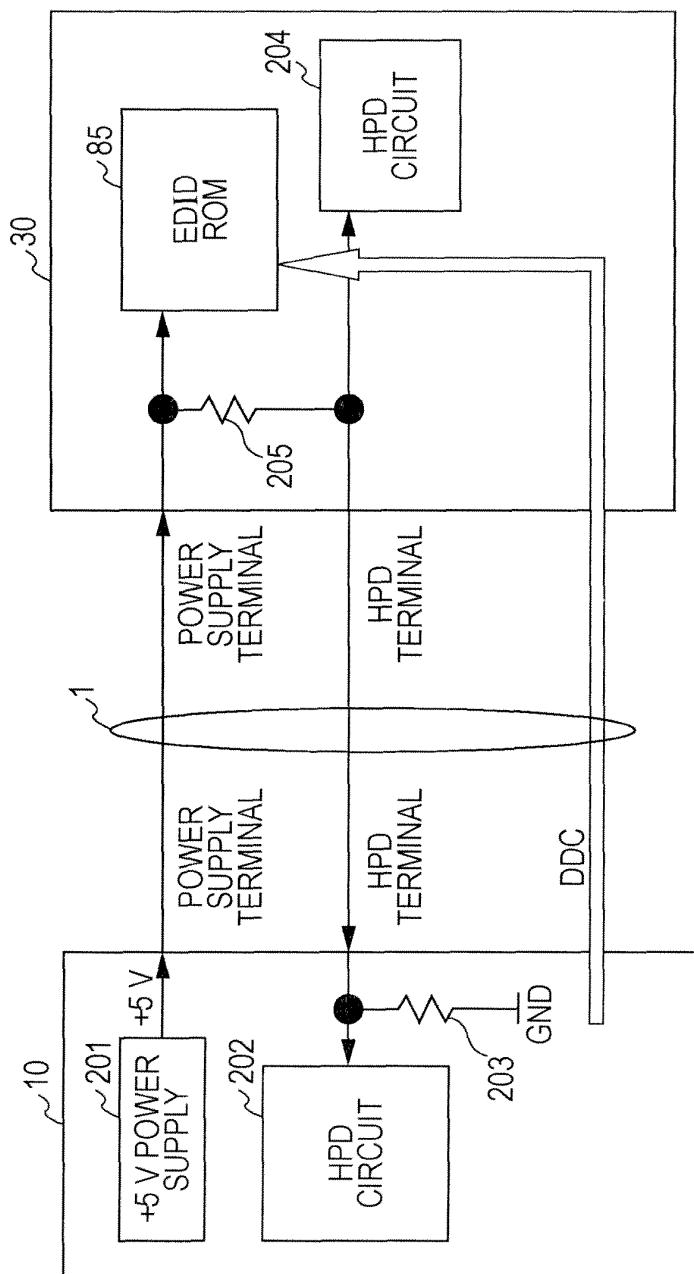 10
201
+5 V POWER
SUPPLY
+5 V
202
HPD
CIRCUIT
203
GND
POWER
SUPPLY
TERMINAL
HPD
TERMINAL
DDC
1
POWER
SUPPLY
TERMINAL
HPD
TERMINAL
30
205
85
EDID
ROM
204
HPD
CIRCUIT